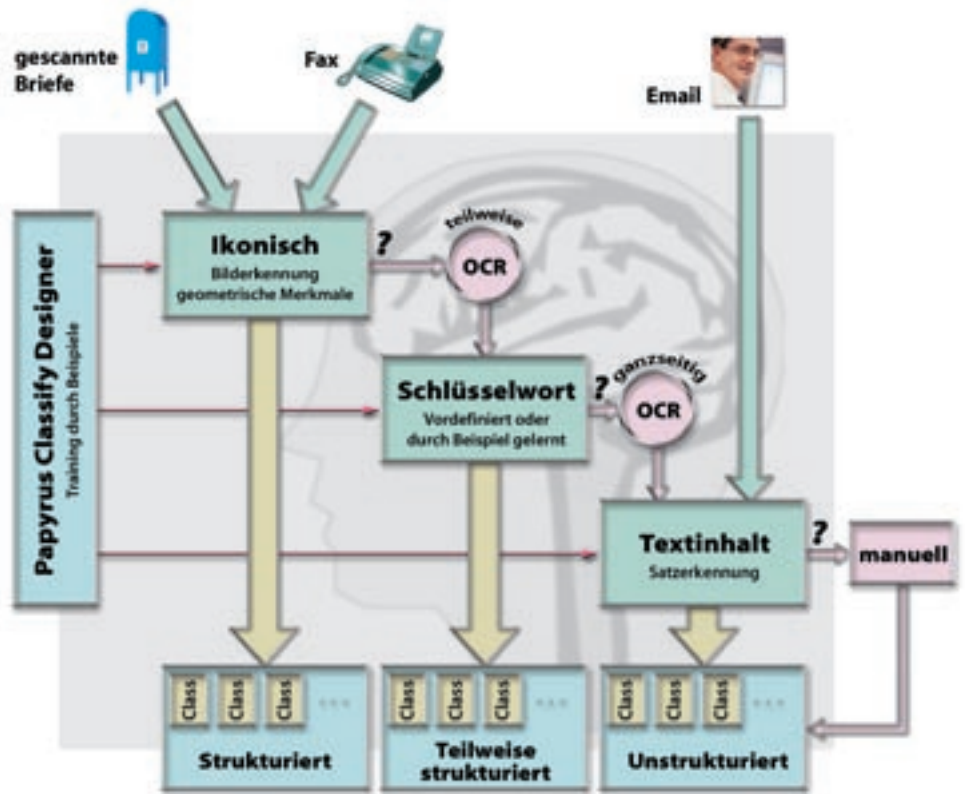 gescannte
Briefe
Fax
Email
Papyrus Classify Designer
Training durch Beispiele
Ikonisch
Bilderkennung
geometrische Merkmale
?
teilweise
OCR
Schlüsselwort
Vordefiniert oder
durch Beispiel gelernt
?
ganzseitig
OCR
Textinhalt
Satzerkennung
?
manuell
Class
Class
Class
...
Strukturiert
Class
Class
Class
...
Teilweise
strukturiert
Class
Class
Class
...
Unstrukturiert